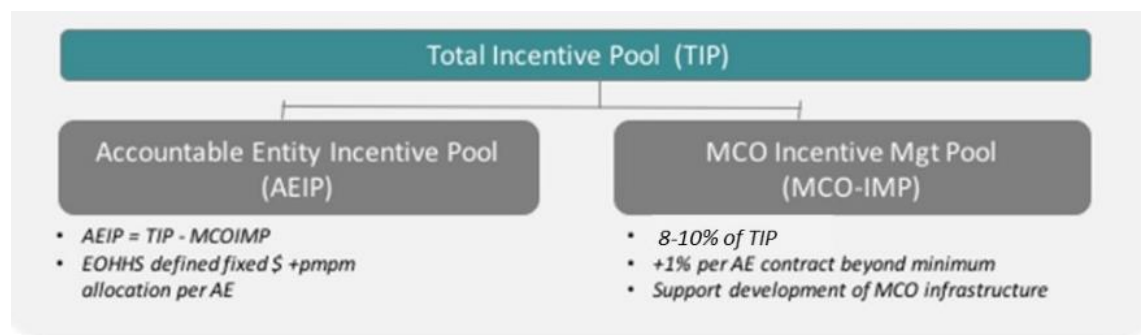 Total Incentive Pool (TIP)
Accountable Entity Incentive Pool
(AEIP)
• AEIP = TIP - MCOIMP
• EOHHS defined fixed $ +pmpm
allocation per AE
MCO Incentive Mgt Pool
(MCO-IMP)
• 8-10% of TIP
• +1% per AE contract beyond minimum
• Support development of MCO infrastructure